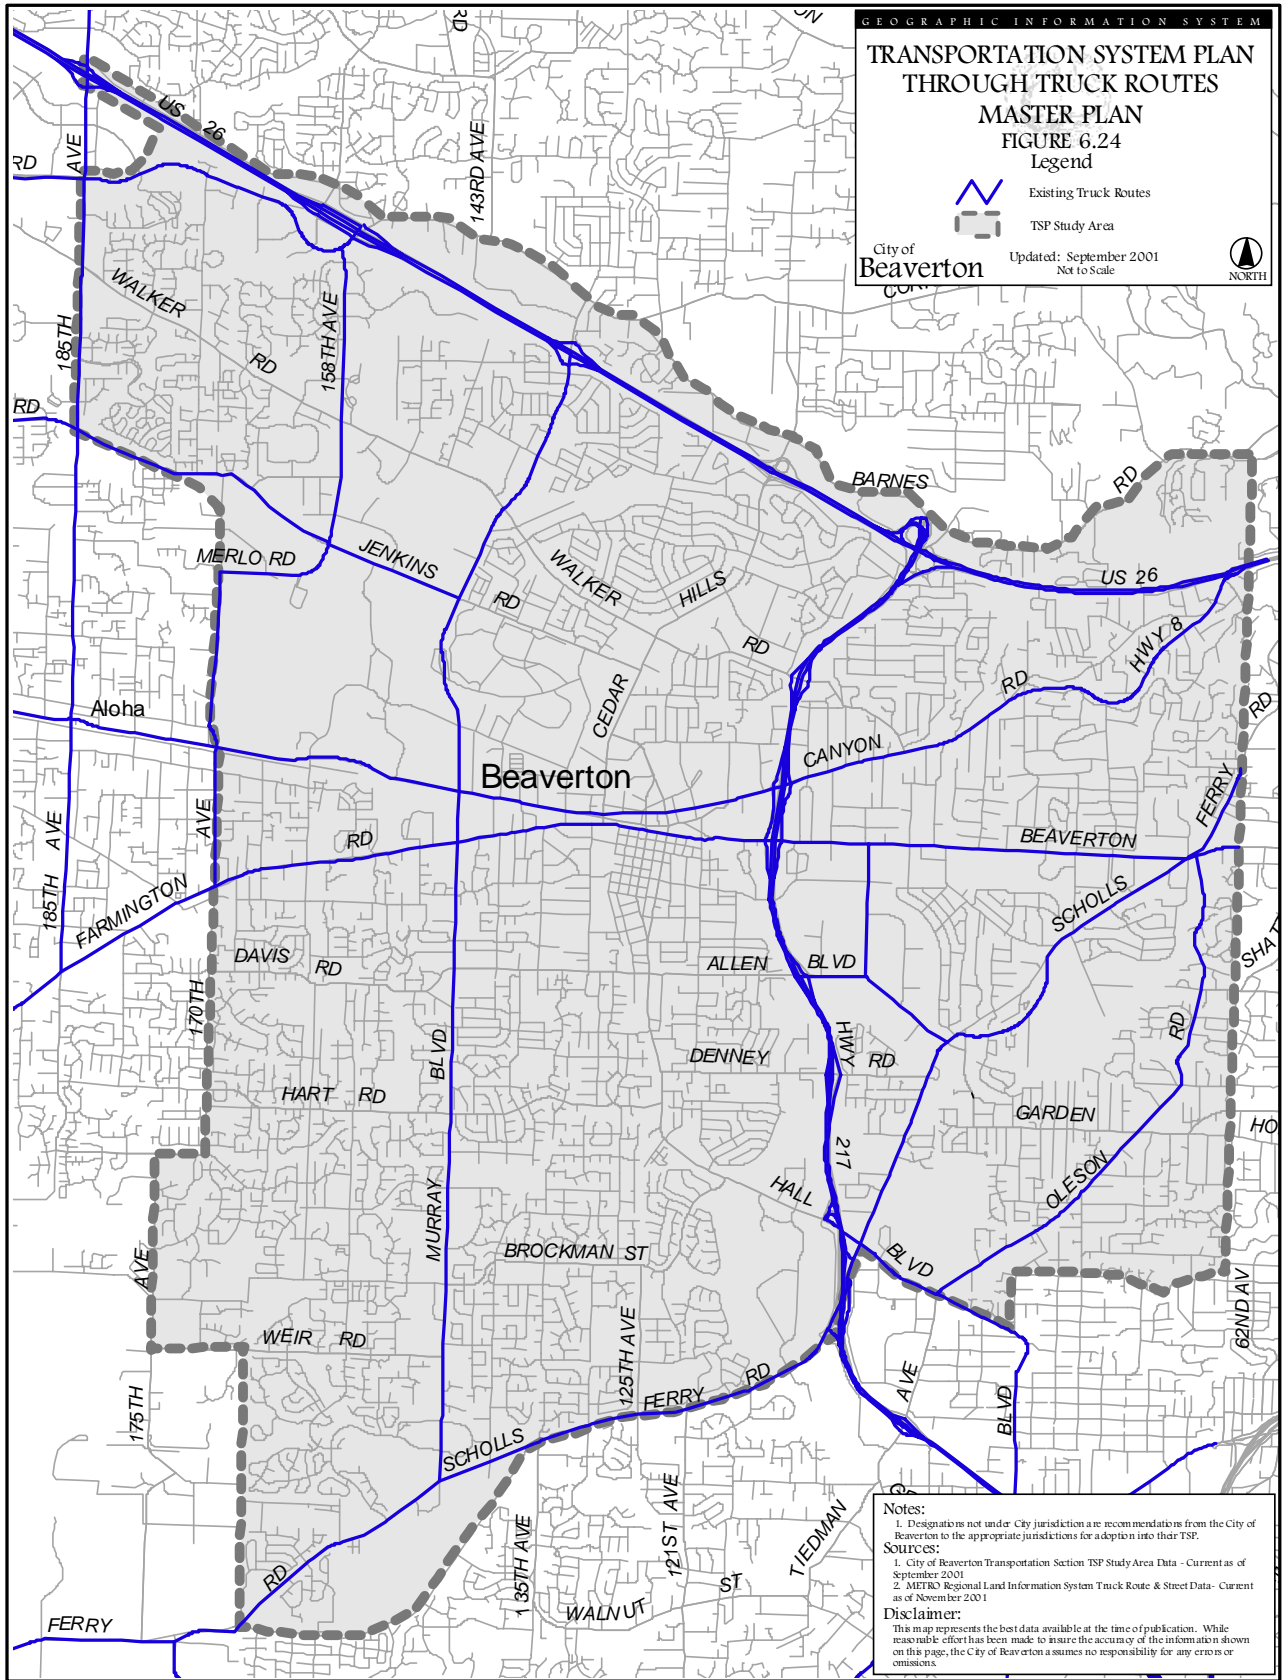 GEOGRAPHIC INFORMATION SYSTEM
TRANSPORTATION SYSTEM PLAN
THROUGH TRUCK ROUTES
MASTER PLAN
FIGURE 6.24
Legend
Existing Truck Routes
TSP Study Area
City of
Beaverton
Updated: September 2001
Not to Scale
NORTH
RD
US 26
143RD AVE
RD
AVE
WALKER
RD
185TH
158TH AVE
RD
BARNES
RD
MERLO RD
JENKINS
RD
WALKER
HILLS
RD
US 26
HWY 8
RD
RD
CEDAR
Aloha
Beaverton
CANYON
FERRY
185TH AVE
AVE
RD
FARMINGTON
BEAVERTON
SCHOLLS
DAVIS RD
ALLEN BLVD
170TH
BLVD
DENNEY
HWY
RD
RD
HART RD
GARDEN
217
OLESON
HALL
MURRAY
BROCKMAN ST
BLVD
AVE
WEIR RD
125TH AVE
62ND AV
FERRY
RD
AVE
BLVD
175TH
SCHOLLS
135TH AVE
121ST AVE
TIEDMAN
RD
ST
WALNUT
FERRY
Notes:
1. Designations not under City jurisdiction are recommendations from the City of
Beaverton to the appropriate jurisdictions for adoption into their TSP.
Sources:
1. City of Beaverton Transportation Section TSP Study Area Data - Current as of
September 2001
2. METRO Regional Land Information System Truck Route & Street Data- Current
as of November 2001
Disclaimer:
This map represents the best data available at the time of publication. While
reasonable effort has been made to insure the accuracy of the information shown
on this page, the City of Beaverton assumes no responsibility for any errors or
omissions.